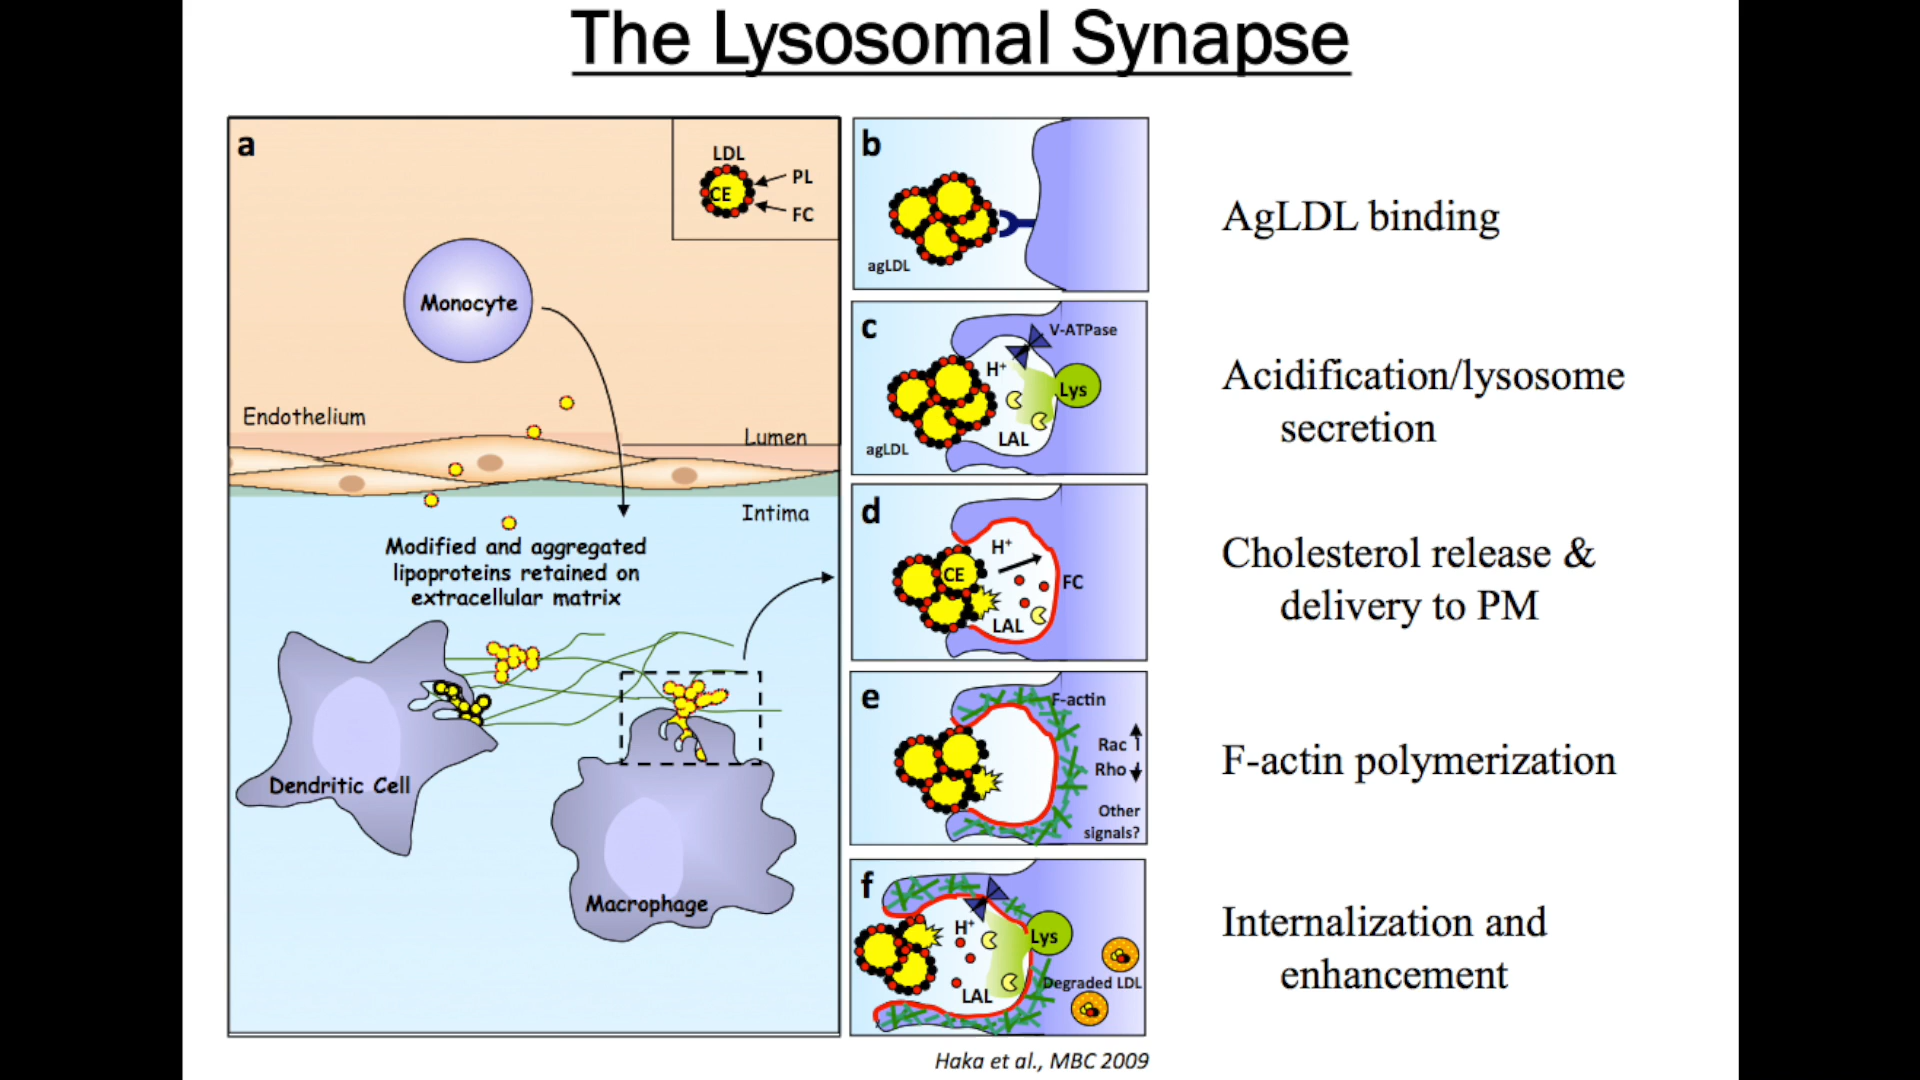 The Lysosomal Synapse
a
LDL
CE
PL
FC
Monocyte
Endothelium
Lumen
Intima
Modified and aggregated
lipoproteins retained on
extracellular matrix
Dendritic Cell
Macrophage
b
agLDL
AgLDL binding
c
V-ATPase
H⁺
Lys
LAL
agLDL
Acidification/lysosome
secretion
d
H⁺
CE
FC
LAL
Cholesterol release &
delivery to PM
e
F-actin
Rac
Rho
Other
signals?
F-actin polymerization
f
H⁺
Lys
LAL
Degraded LDL
Internalization and
enhancement
Haka et al., MBC 2009